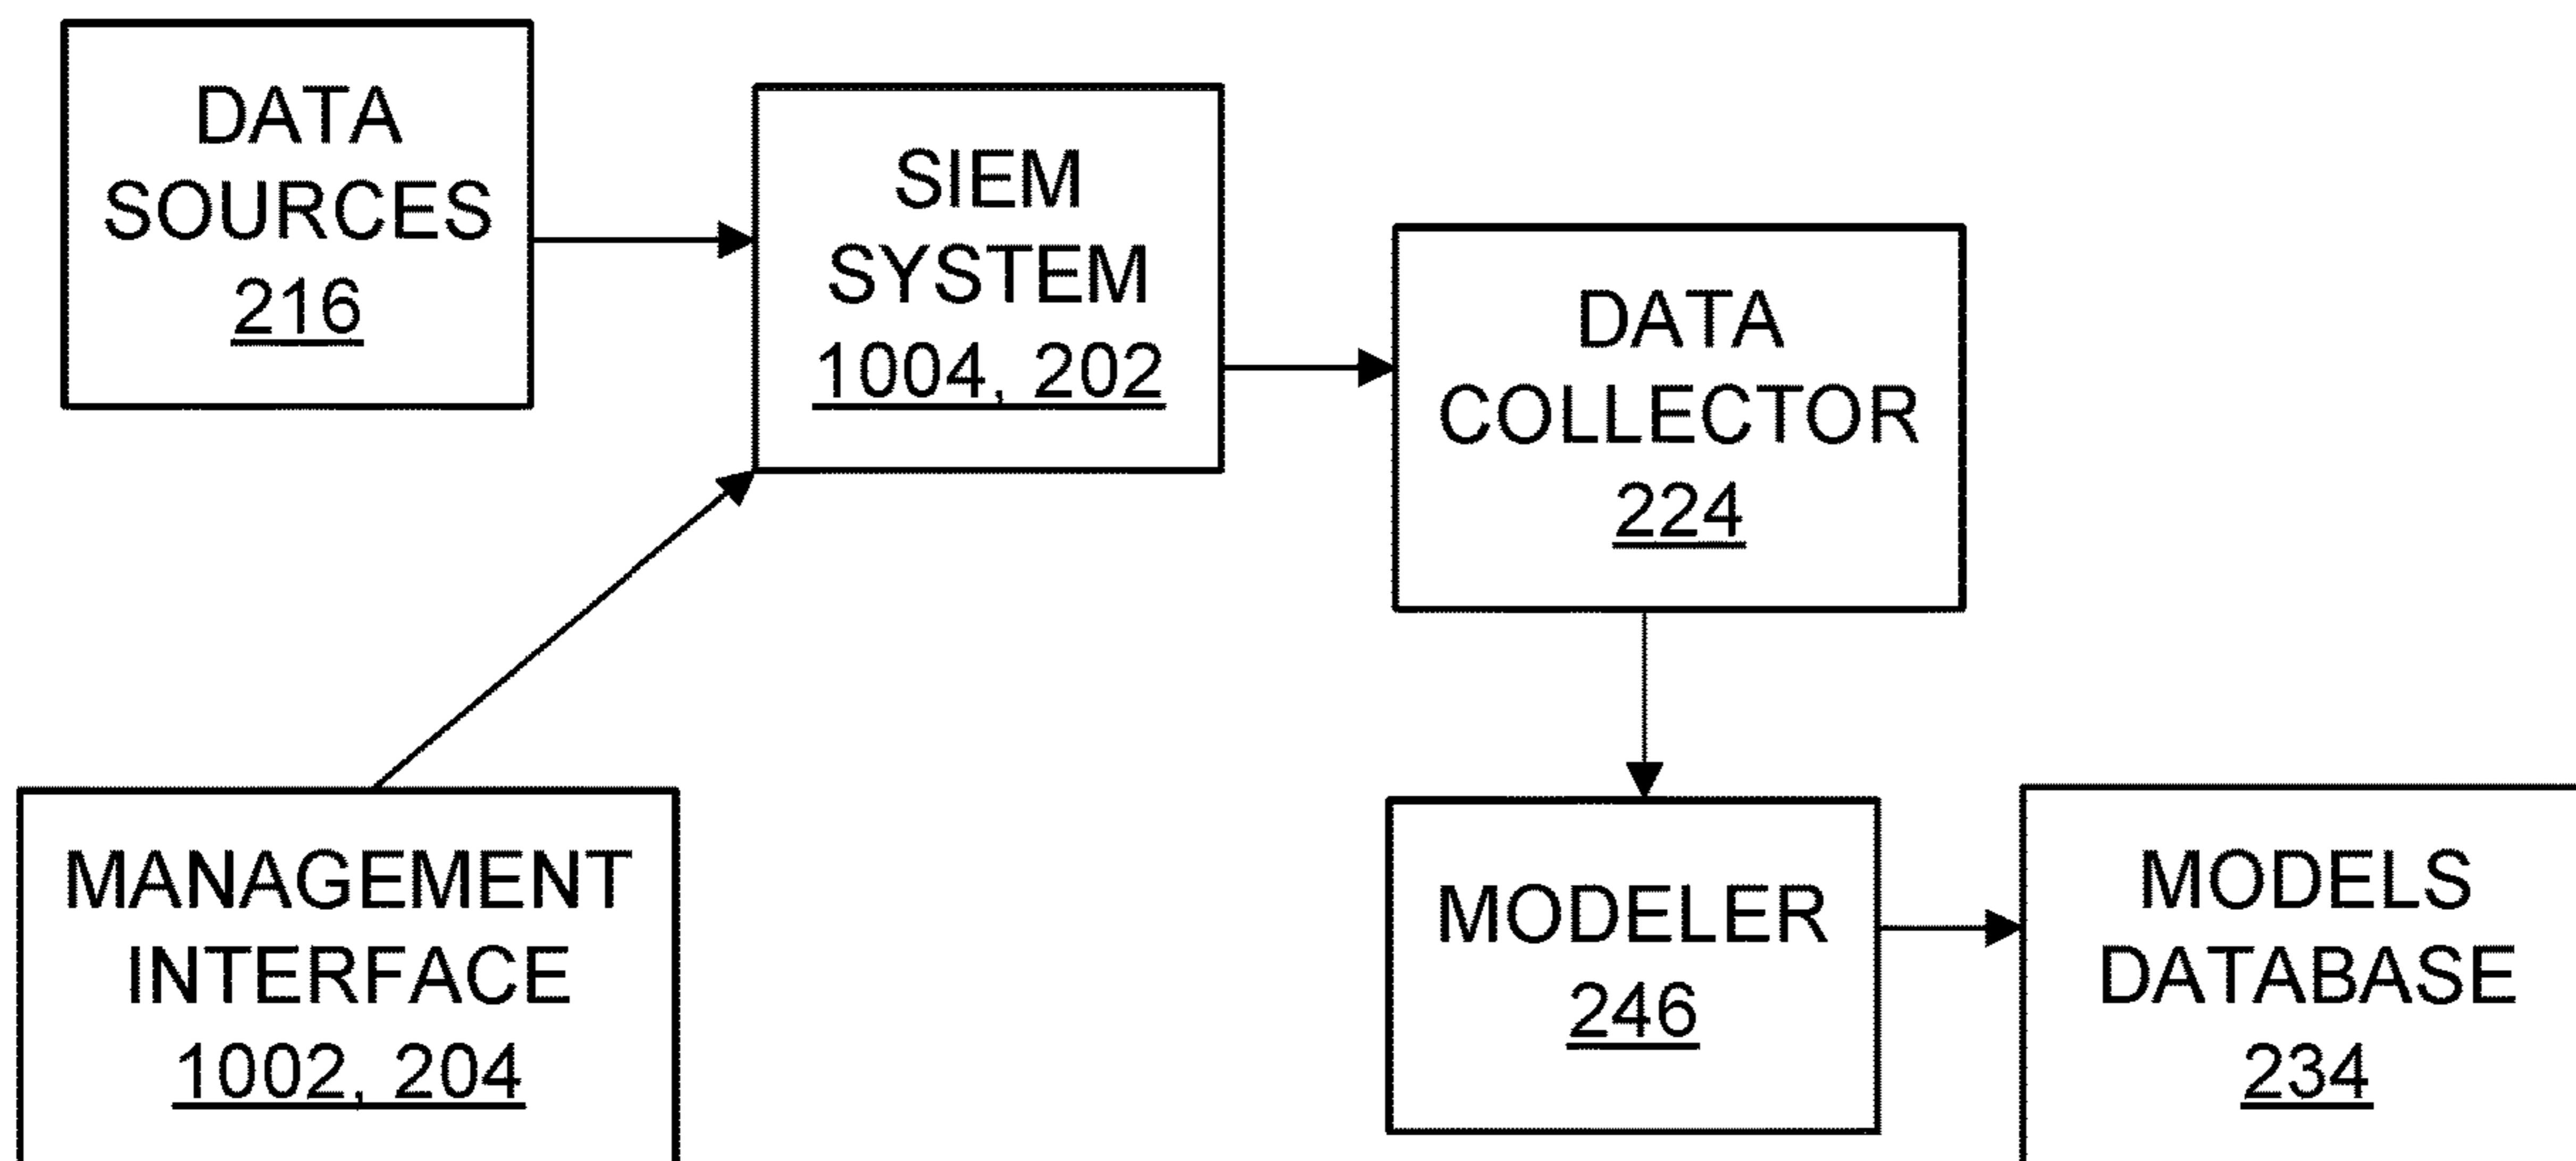 DATA
SOURCES
216
SIEM
SYSTEM
1004, 202
DATA
COLLECTOR
224
MANAGEMENT
INTERFACE
1002, 204
MODELER
246
MODELS
DATABASE
234